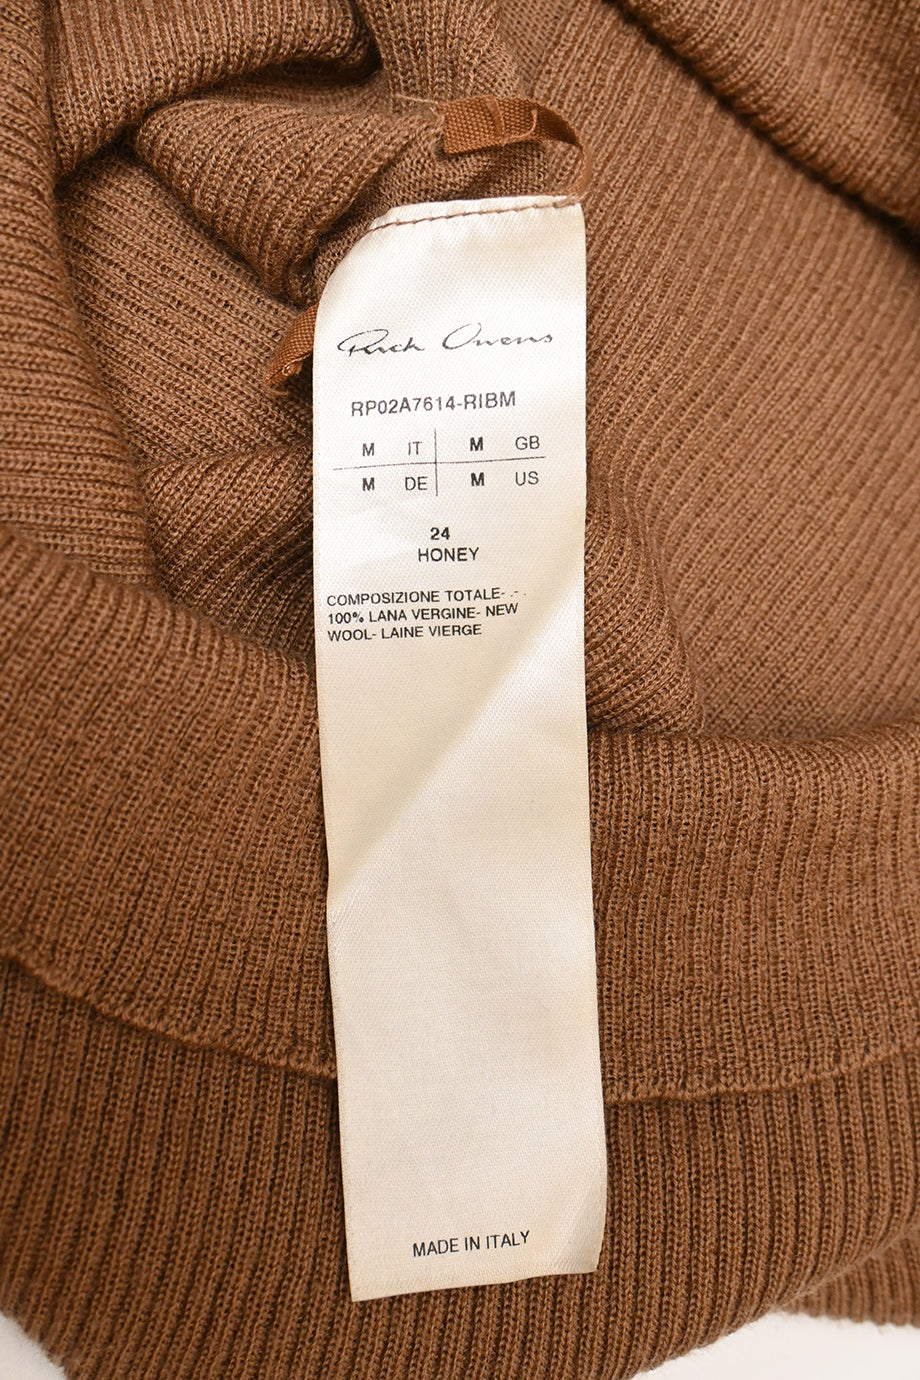 Rick Owens
RP02A7614-RIBM
M IT M GB
M DE M US
24
HONEY
COMPOSIZIONE TOTALE- .-.
100% LANA VERGINE- NEW
WOOL- LAINE VIERGE
MADE IN ITALY